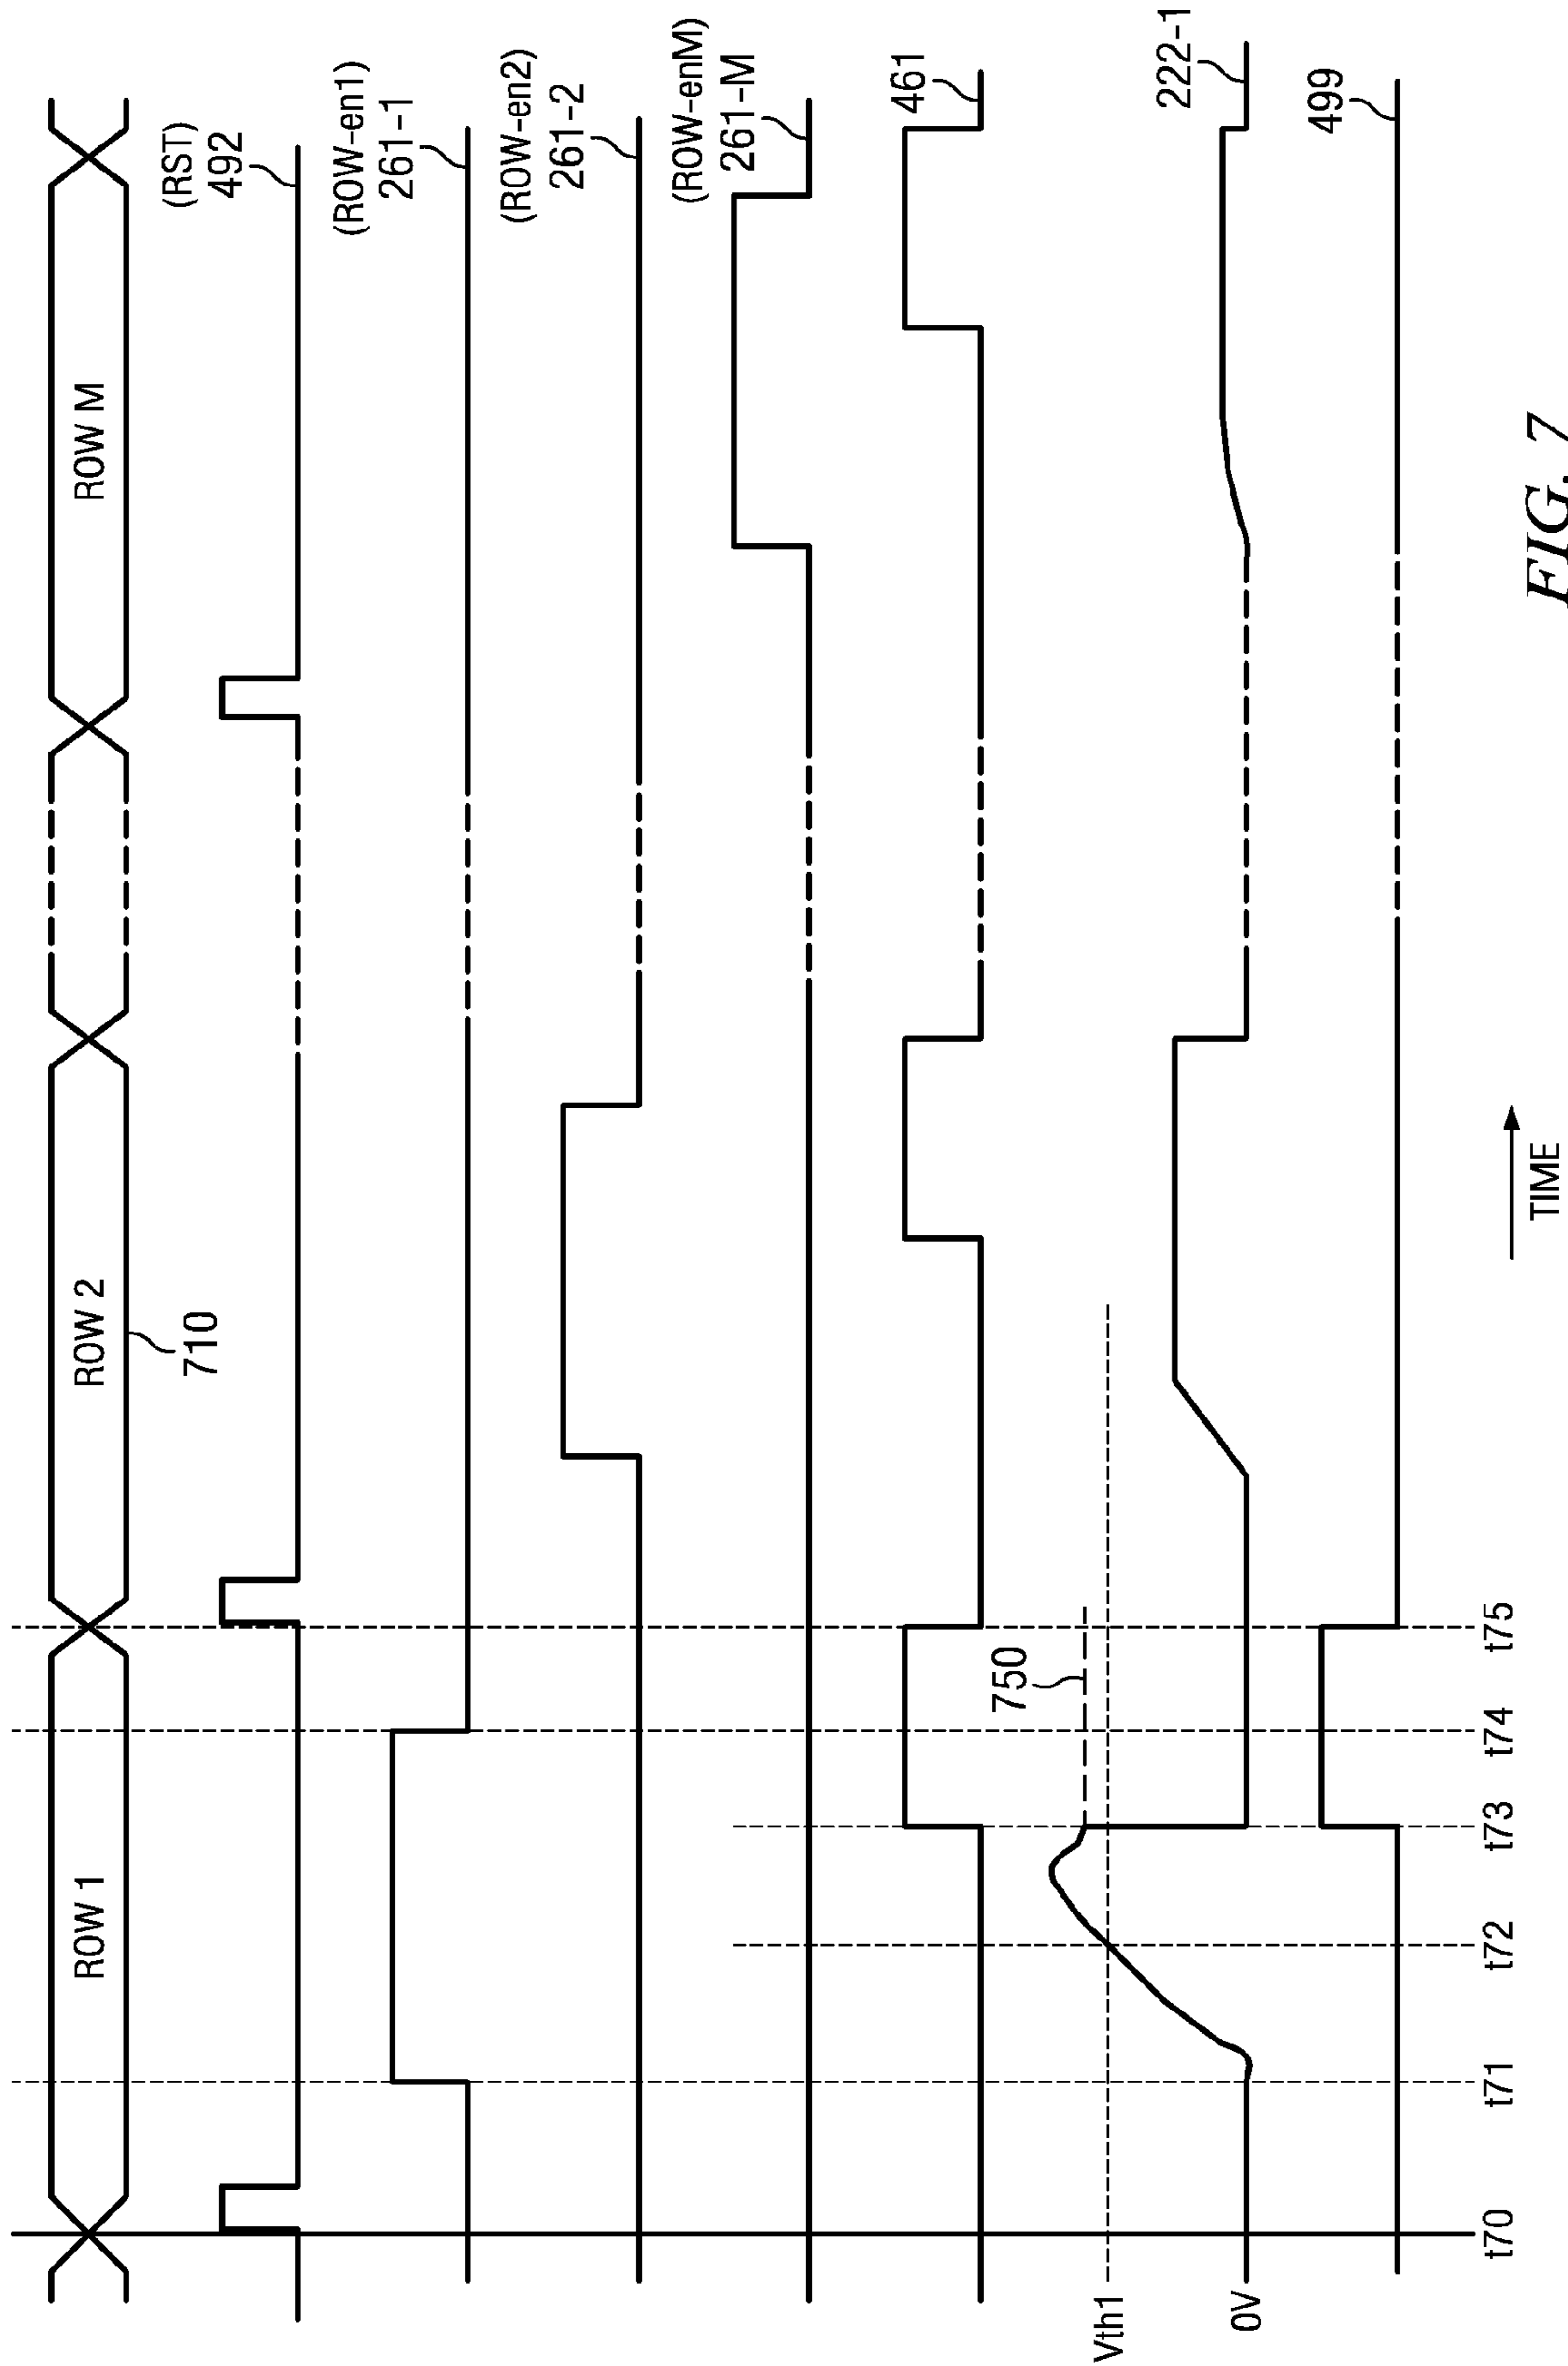 ROW 1
ROW 2
ROW M
710
(RST)
492
(ROW-en1)
261-1
(ROW-en2)
261-2
(ROW-enM)
261-M
461
750
Vth1
222-1
0V
499
t70
t71
t72
t73
t74
t75
TIME
FIG. 7